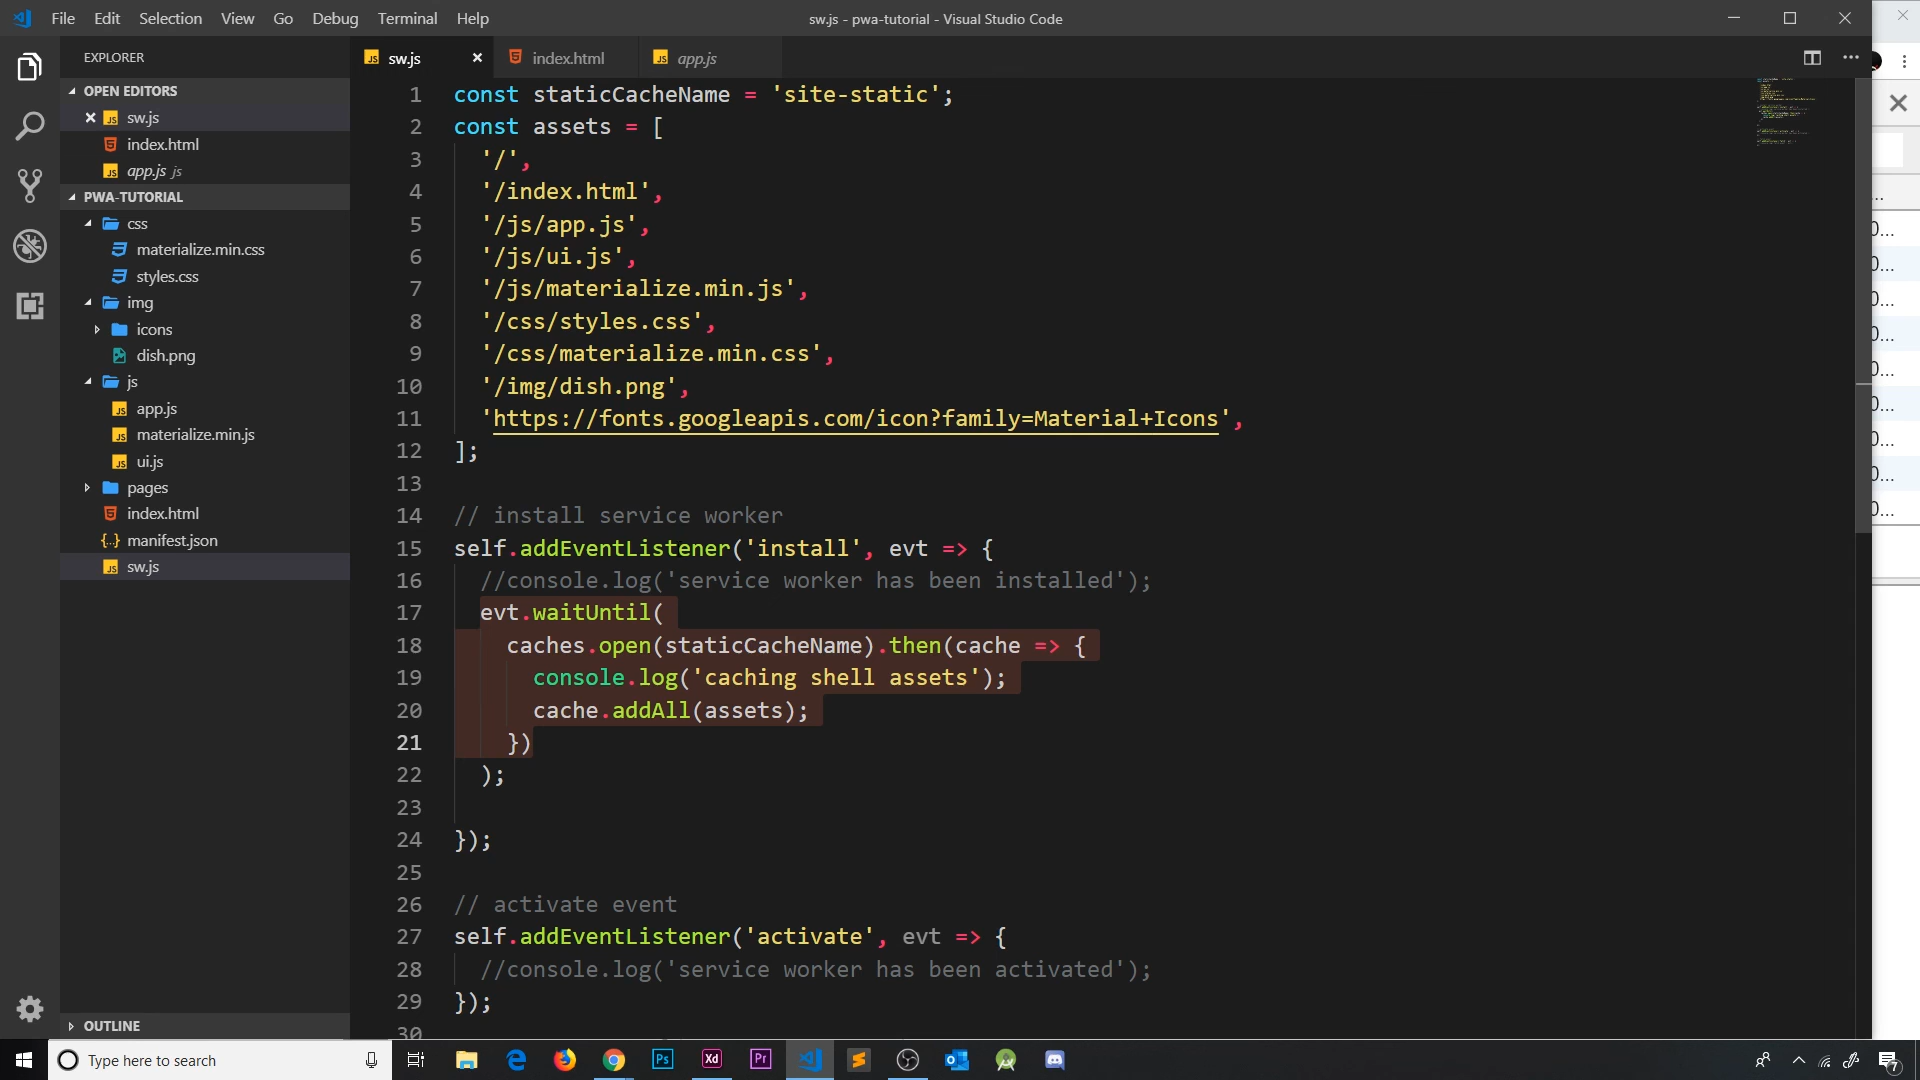 File Edit Selection View Go Debug Terminal Help
sw.js - pwa-tutorial - Visual Studio Code
EXPLORER
OPEN EDITORS
sw.js
index.html
app.js js
PWA-TUTORIAL
css
materialize.min.css
styles.css
img
icons
dish.png
js
app.js
materialize.min.js
ui.js
pages
index.html
manifest.json
sw.js
OUTLINE
sw.js index.html app.js
1 const staticCacheName = 'site-static';
2 const assets = [
3 '/',
4 '/index.html',
5 '/js/app.js',
6 '/js/ui.js',
7 '/js/materialize.min.js',
8 '/css/styles.css',
9 '/css/materialize.min.css',
10 '/img/dish.png',
11 'https://fonts.googleapis.com/icon?family=Material+Icons',
12 ];
13
14 // install service worker
15 self.addEventListener('install', evt => {
16 //console.log('service worker has been installed');
17 evt.waitUntil(
18 caches.open(staticCacheName).then(cache => {
19 console.log('caching shell assets');
20 cache.addAll(assets);
21 })
22 );
23
24 });
25
26 // activate event
27 self.addEventListener('activate', evt => {
28 //console.log('service worker has been activated');
29 });
30
Type here to search
Ps
Xd
Pr
7